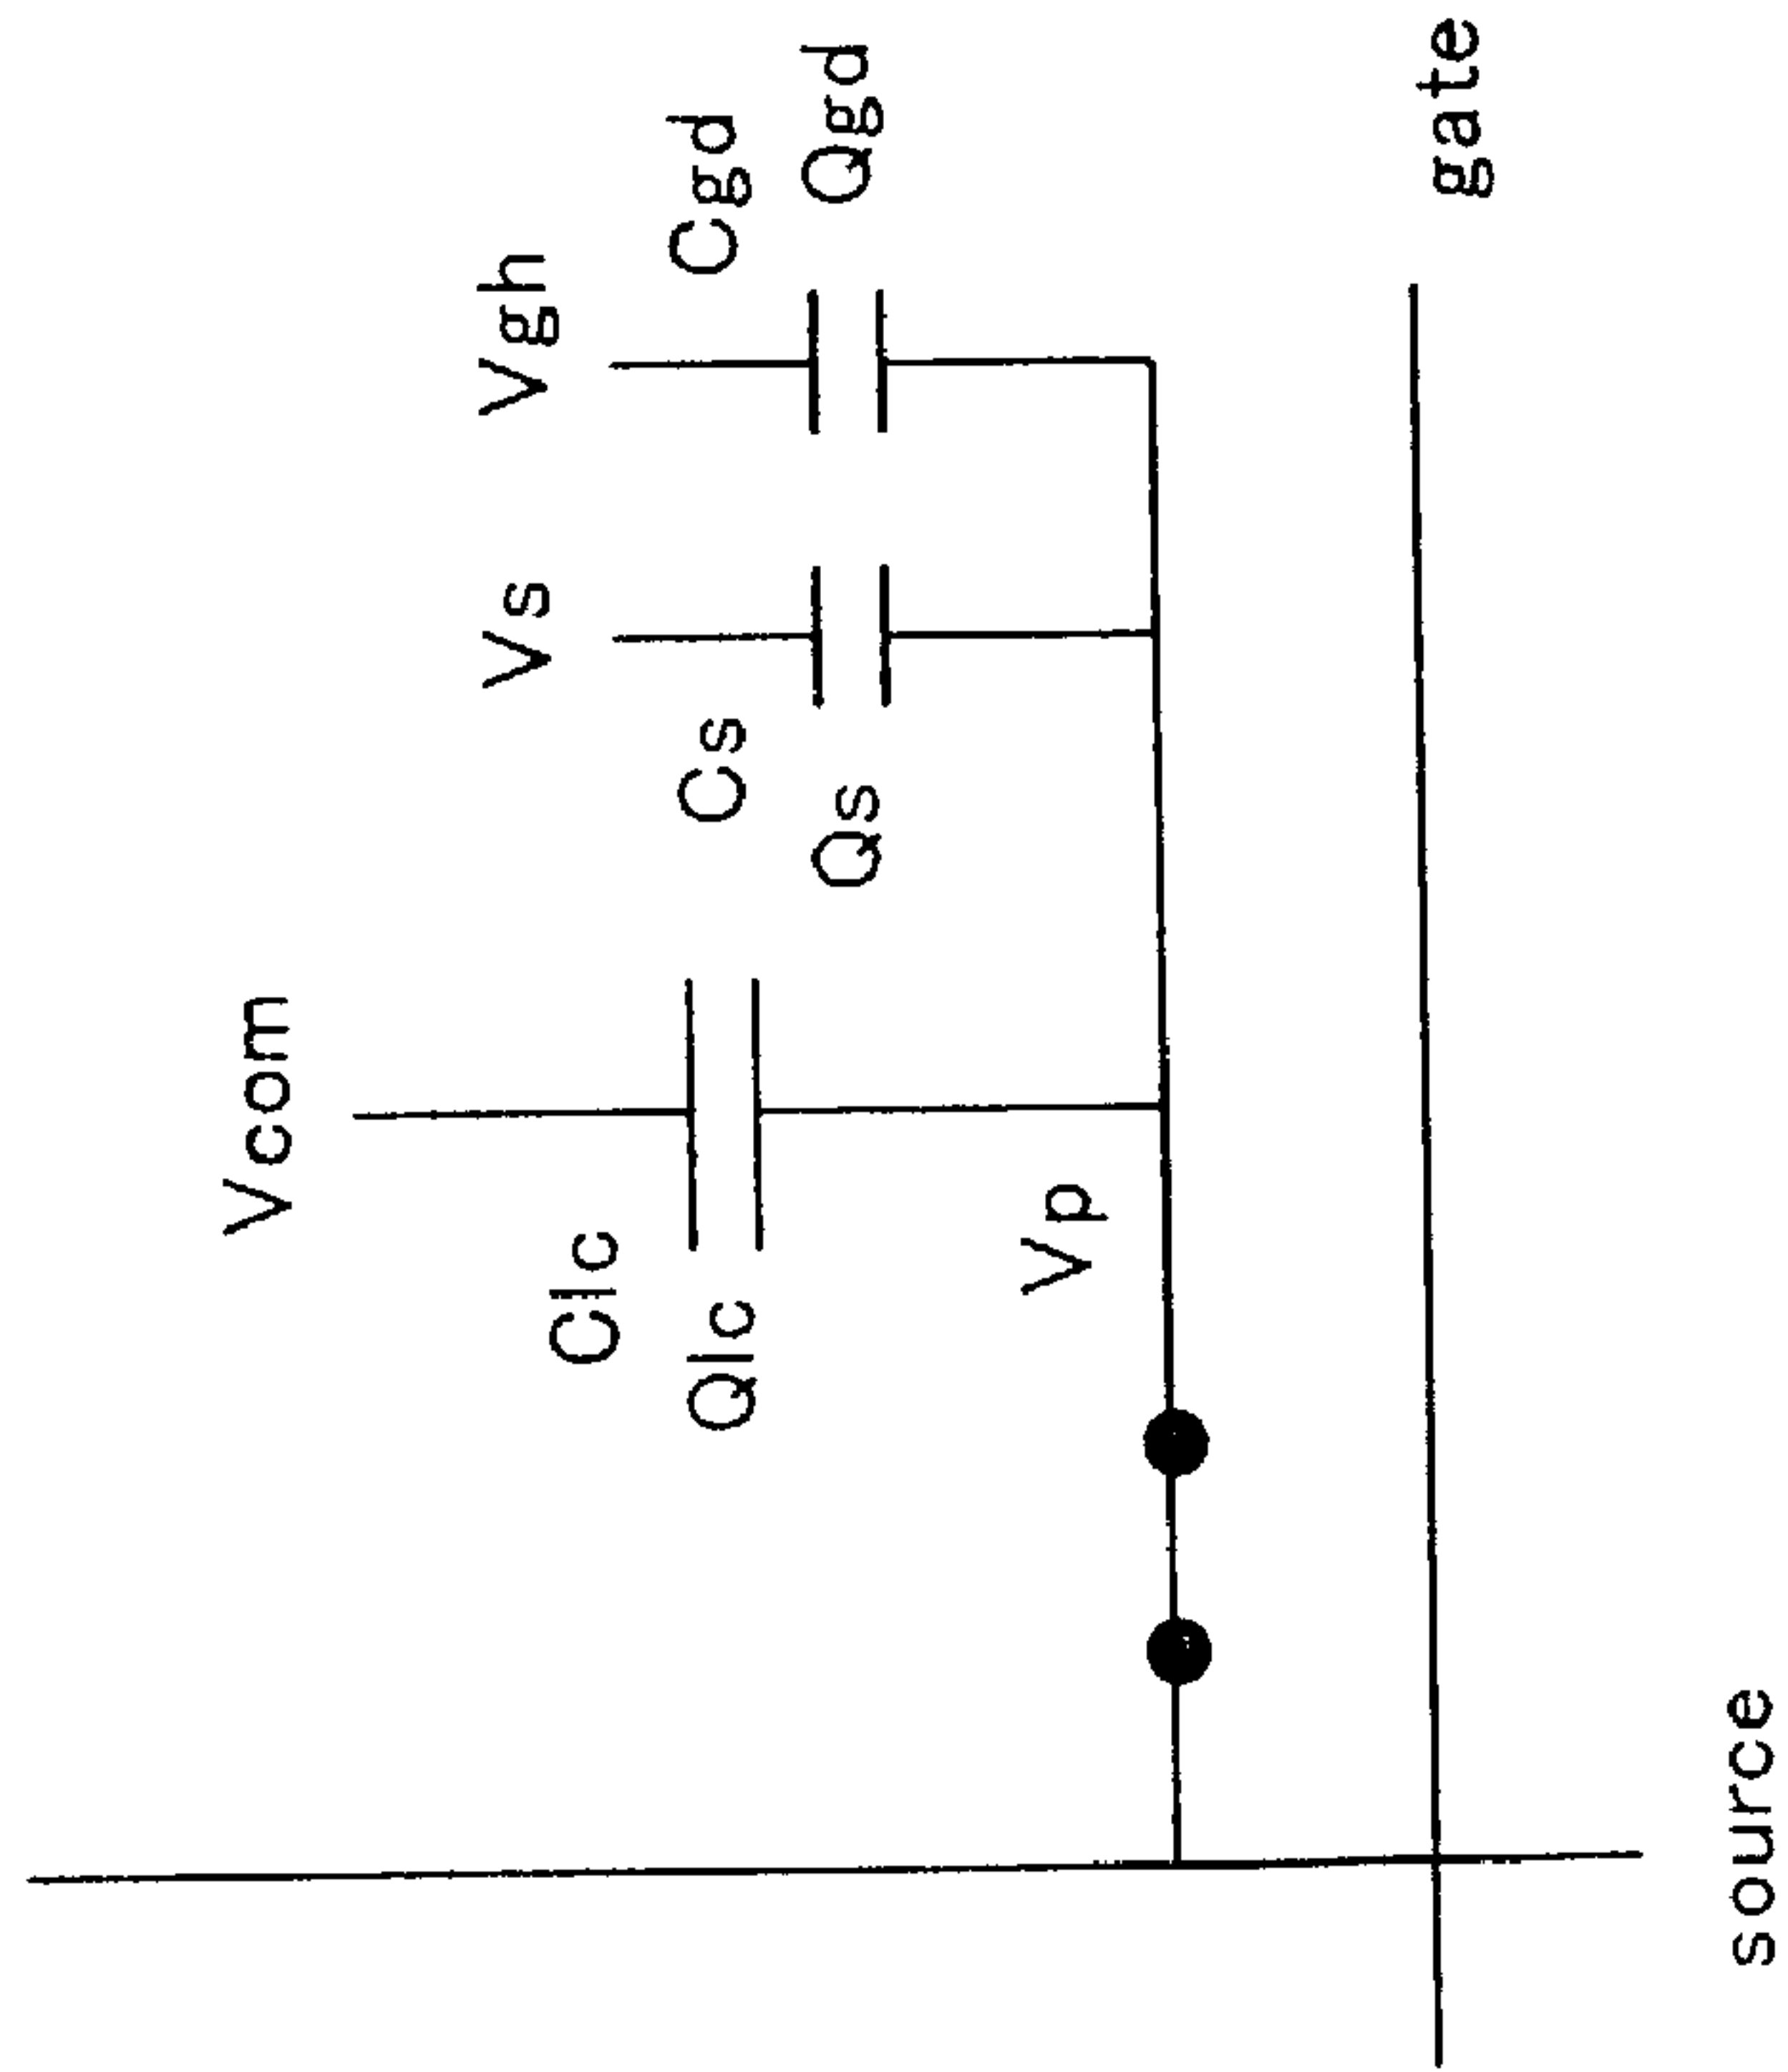 Vcom
Clc
Qlc
Vs
Cs
Qs
Vgh
Cgd
Qgd
Vp
gate
source